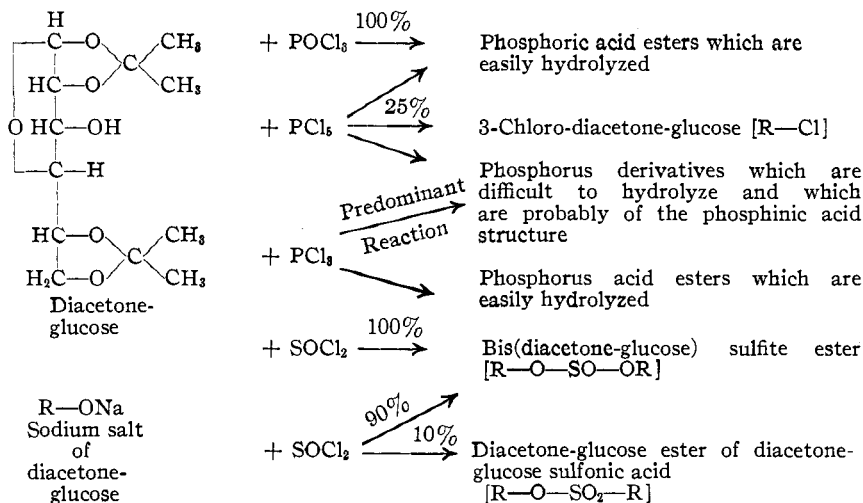 H
C—O CH₃
C
HC—O CH₃
O HC—OH
—H
HC—O CH₃
C
H₂C—O CH₃
Diacetone-
glucose
R—ONa
Sodium salt
of
diacetone-
glucose
+ POCl₃ 100% Phosphoric acid esters which are
easily hydrolyzed
+ PCl₅ 25% 3-Chloro-diacetone-glucose [R—Cl]
Phosphorus derivatives which are
difficult to hydrolyze and which
are probably of the phosphinic acid
structure
Predominant
Reaction
+ PCl₃
Phosphorus acid esters which are
easily hydrolyzed
+ SOCl₂ 100% Bis(diacetone-glucose) sulfite ester
[R—O—SO—OR]
90%
+ SOCl₂ 10% Diacetone-glucose ester of diacetone-
glucose sulfonic acid
[R—O—SO₂—R]